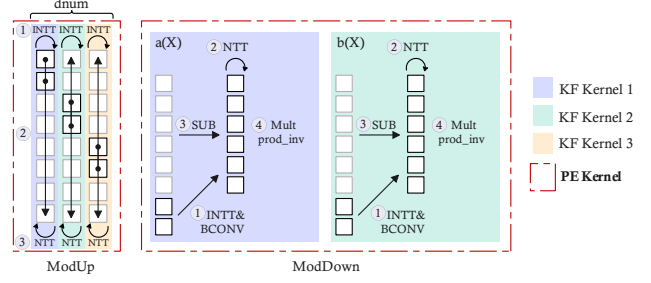 dnum
1 INTT INTT INTT
2
3 NTT NTT NTT
ModUp
a(X)
2 NTT
3 SUB
4 Mult
prod_inv
1 INTT&
BCONV
b(X)
2 NTT
3 SUB
4 Mult
prod_inv
1 INTT&
BCONV
ModDown
KF Kernel 1
KF Kernel 2
KF Kernel 3
PE Kernel